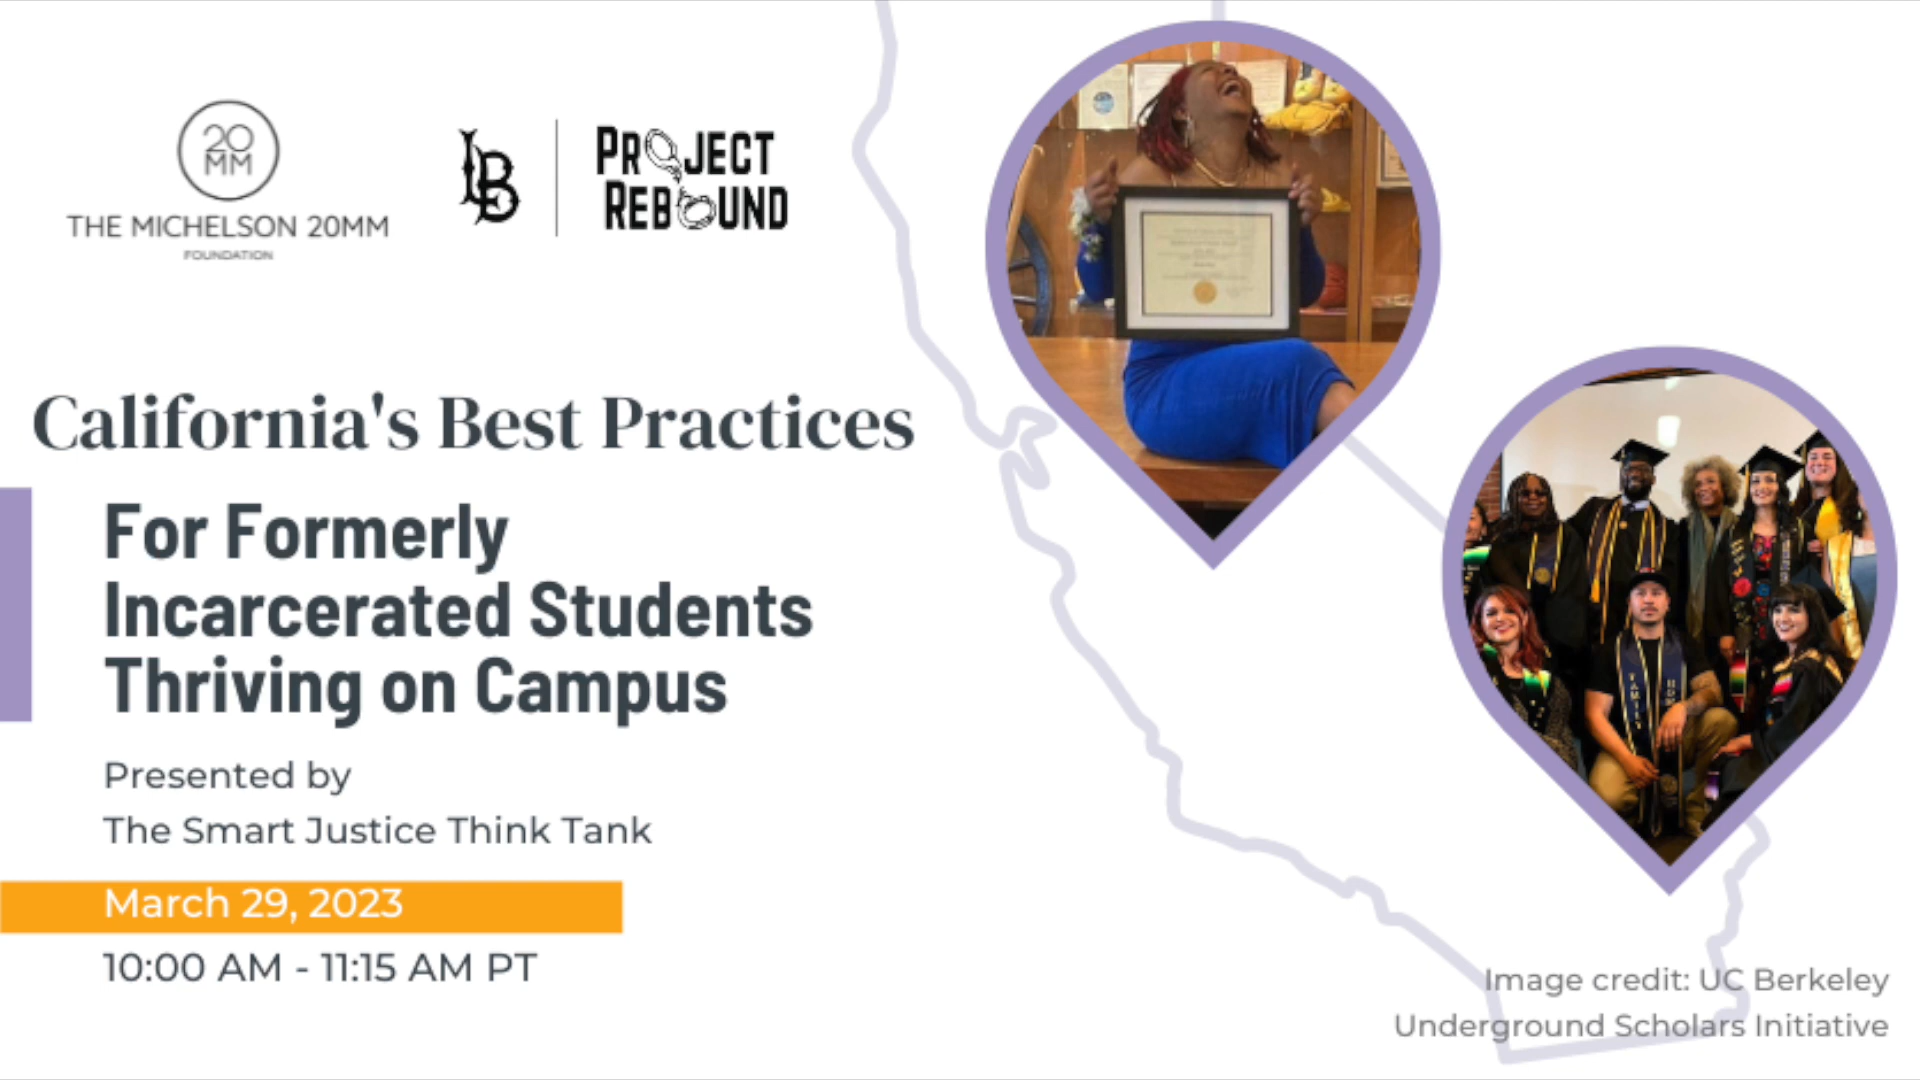 20
MM
THE MICHELSON 20MM
FOUNDATION
LB
PROJECT
REBOUND
California's Best Practices
For Formerly
Incarcerated Students
Thriving on Campus
Presented by
The Smart Justice Think Tank
March 29, 2023
10:00 AM - 11:15 AM PT
Image credit: UC Berkeley
Underground Scholars Initiative